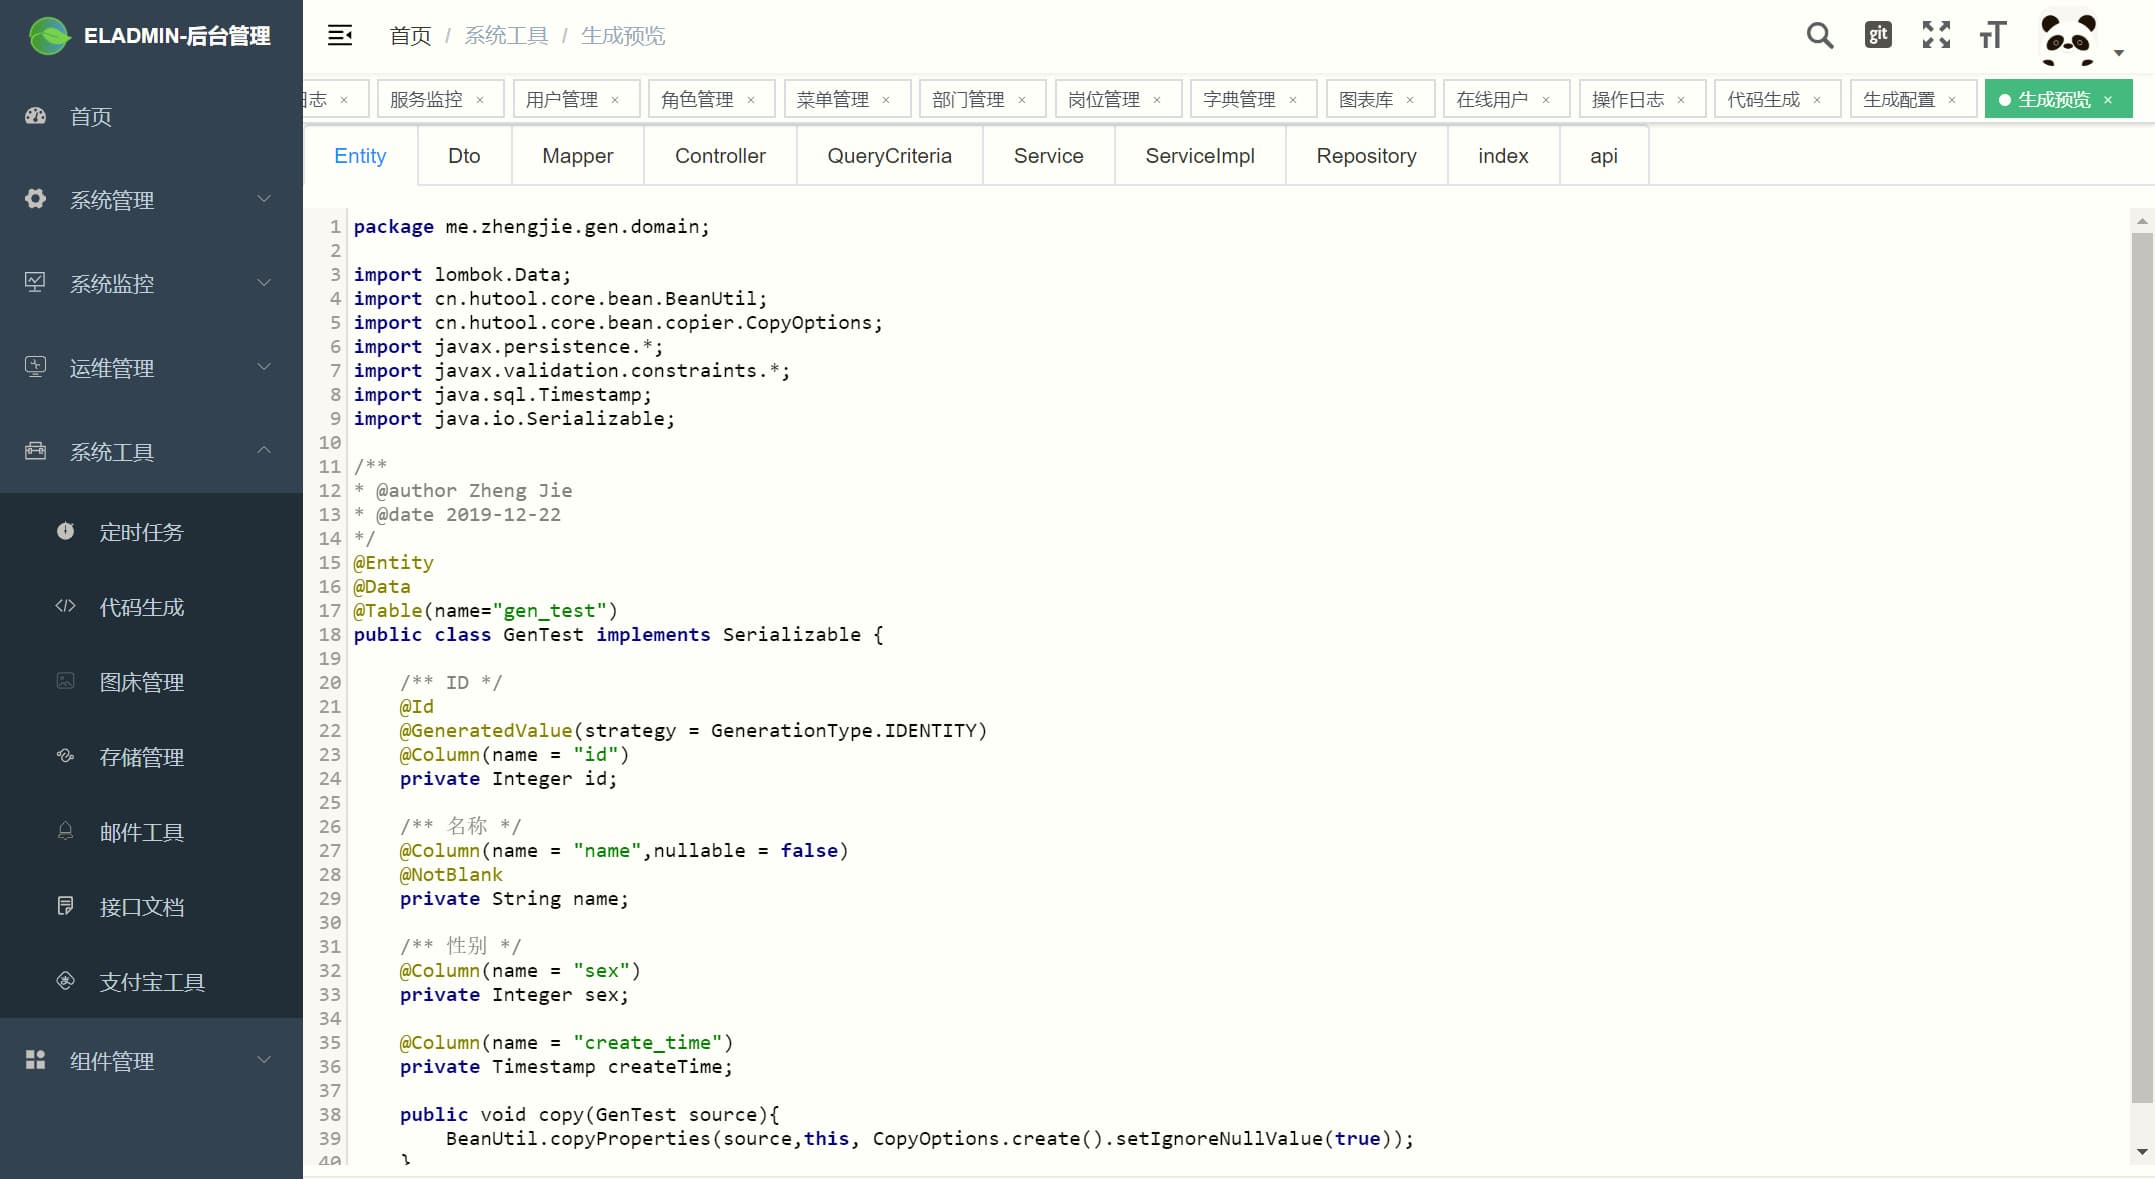 ELADMIN-后台管理
首页 / 系统工具 / 生成预览
git
日志 × 服务监控 × 用户管理 × 角色管理 × 菜单管理 × 部门管理 × 岗位管理 × 字典管理 × 图表库 × 在线用户 × 操作日志 × 代码生成 × 生成配置 × 生成预览 ×
首页
系统管理
系统监控
运维管理
系统工具
定时任务
代码生成
图床管理
存储管理
邮件工具
接口文档
支付宝工具
组件管理
Entity Dto Mapper Controller QueryCriteria Service ServiceImpl Repository index api
1 package me.zhengjie.gen.domain;
2
3 import lombok.Data;
4 import cn.hutool.core.bean.BeanUtil;
5 import cn.hutool.core.bean.copier.CopyOptions;
6 import javax.persistence.*;
7 import javax.validation.constraints.*;
8 import java.sql.Timestamp;
9 import java.io.Serializable;
10
11 /**
12 * @author Zheng Jie
13 * @date 2019-12-22
14 */
15 @Entity
16 @Data
17 @Table(name="gen_test")
18 public class GenTest implements Serializable {
19
20     /** ID */
21     @Id
22     @GeneratedValue(strategy = GenerationType.IDENTITY)
23     @Column(name = "id")
24     private Integer id;
25
26     /** 名称 */
27     @Column(name = "name",nullable = false)
28     @NotBlank
29     private String name;
30
31     /** 性别 */
32     @Column(name = "sex")
33     private Integer sex;
34
35     @Column(name = "create_time")
36     private Timestamp createTime;
37
38     public void copy(GenTest source){
39         BeanUtil.copyProperties(source,this, CopyOptions.create().setIgnoreNullValue(true));
40     }